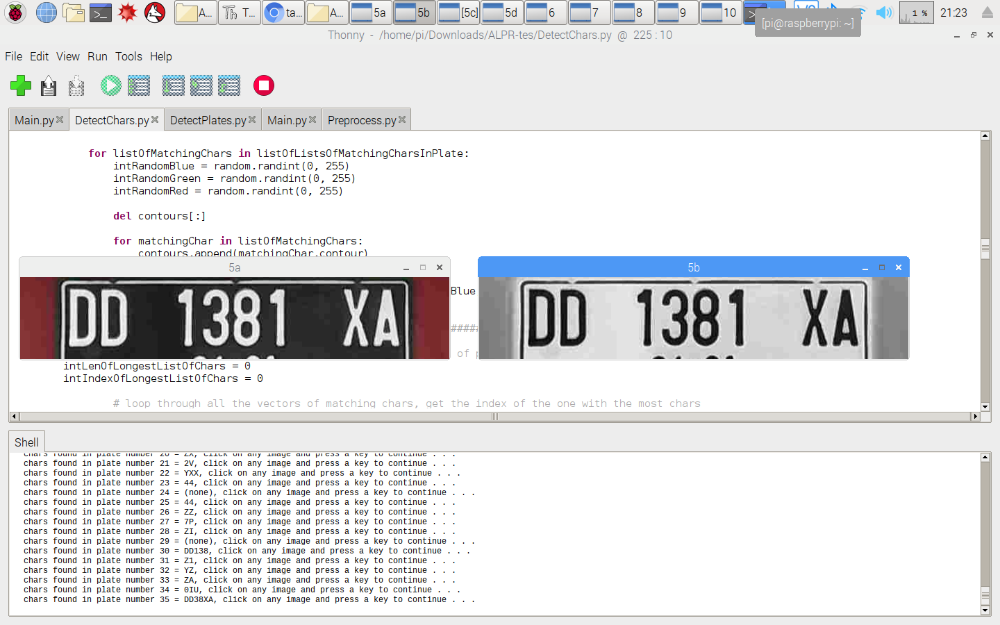 A...
T...
ta...
A...
5a
5b
[5c]
5d
6
7
8
9
10
1 %
21:23
[pi@raspberrypi: ~]
Thonny - /home/pi/Downloads/ALPR-tes/DetectChars.py @ 225 : 10
File Edit View Run Tools Help
Main.py DetectChars.py DetectPlates.py Main.py Preprocess.py
for listOfMatchingChars in listOfListsOfMatchingCharsInPlate:
intRandomBlue = random.randint(0, 255)
intRandomGreen = random.randint(0, 255)
intRandomRed = random.randint(0, 255)
del contours[:]
for matchingChar in listOfMatchingChars:
contours.append(matchingChar.contour)
5a
DD 1381 XA
5b
DD 1381 XA
Blue
#####
of
intLenOfLongestListOfChars = 0
intIndexOfLongestListOfChars = 0
# loop through all the vectors of matching chars, get the index of the one with the most chars
Shell
chars found in plate number 20 = ZX, click on any image and press a key to continue . . .
chars found in plate number 21 = 2V, click on any image and press a key to continue . . .
chars found in plate number 22 = YXX, click on any image and press a key to continue . . .
chars found in plate number 23 = 44, click on any image and press a key to continue . . .
chars found in plate number 24 = (none), click on any image and press a key to continue . . .
chars found in plate number 25 = 44, click on any image and press a key to continue . . .
chars found in plate number 26 = ZZ, click on any image and press a key to continue . . .
chars found in plate number 27 = 7P, click on any image and press a key to continue . . .
chars found in plate number 28 = ZI, click on any image and press a key to continue . . .
chars found in plate number 29 = (none), click on any image and press a key to continue . . .
chars found in plate number 30 = DD138, click on any image and press a key to continue . . .
chars found in plate number 31 = Z1, click on any image and press a key to continue . . .
chars found in plate number 32 = YZ, click on any image and press a key to continue . . .
chars found in plate number 33 = ZA, click on any image and press a key to continue . . .
chars found in plate number 34 = 0IU, click on any image and press a key to continue . . .
chars found in plate number 35 = DD38XA, click on any image and press a key to continue . . .